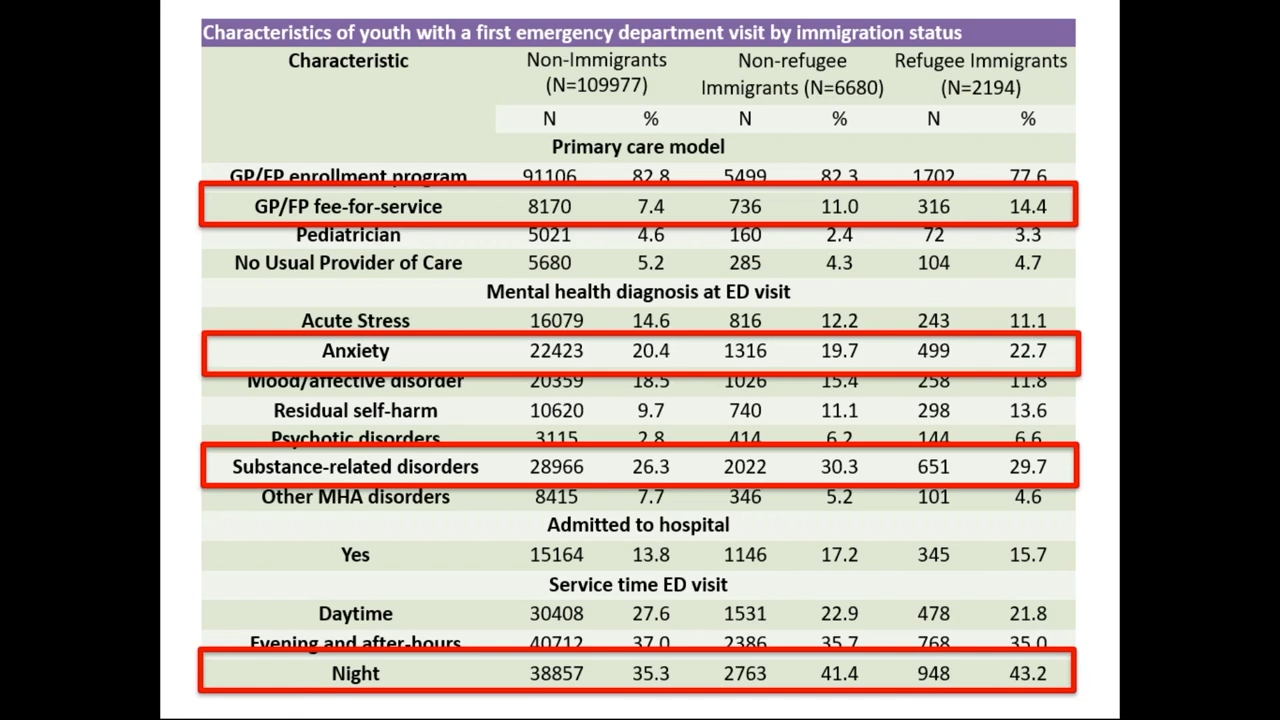 Characteristics of youth with a first emergency department visit by immigration status
Characteristic Non-Immigrants (N=109977) Non-refugee Immigrants (N=6680) Refugee Immigrants (N=2194)
N % N % N %
Primary care model
GP/FP enrollment program 91106 82.8 5499 82.3 1702 77.6
GP/FP fee-for-service 8170 7.4 736 11.0 316 14.4
Pediatrician 5021 4.6 160 2.4 72 3.3
No Usual Provider of Care 5680 5.2 285 4.3 104 4.7
Mental health diagnosis at ED visit
Acute Stress 16079 14.6 816 12.2 243 11.1
Anxiety 22423 20.4 1316 19.7 499 22.7
Mood/affective disorder 20359 18.5 1026 15.4 258 11.8
Residual self-harm 10620 9.7 740 11.1 298 13.6
Psychotic disorders 3115 2.8 414 6.2 144 6.6
Substance-related disorders 28966 26.3 2022 30.3 651 29.7
Other MHA disorders 8415 7.7 346 5.2 101 4.6
Admitted to hospital
Yes 15164 13.8 1146 17.2 345 15.7
Service time ED visit
Daytime 30408 27.6 1531 22.9 478 21.8
Evening and after-hours 40712 37.0 2386 35.7 768 35.0
Night 38857 35.3 2763 41.4 948 43.2